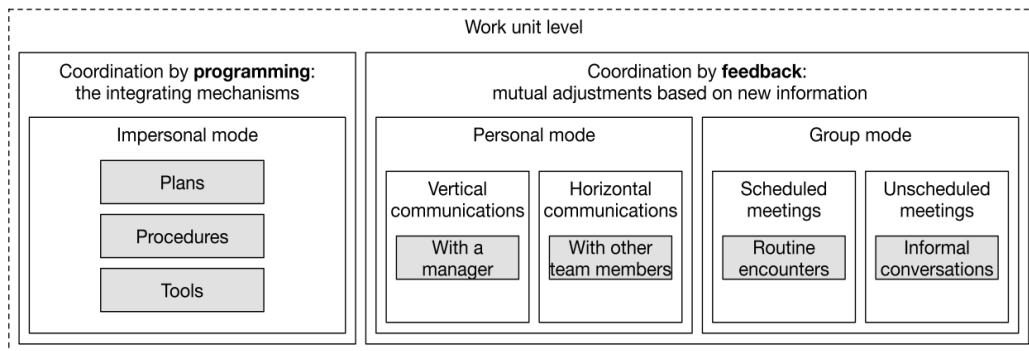 Work unit level
Coordination by programming:
the integrating mechanisms
Impersonal mode
Plans
Procedures
Tools
Coordination by feedback:
mutual adjustments based on new information
Personal mode
Vertical
communications
With a
manager
Horizontal
communications
With other
team members
Group mode
Scheduled
meetings
Routine
encounters
Unscheduled
meetings
Informal
conversations